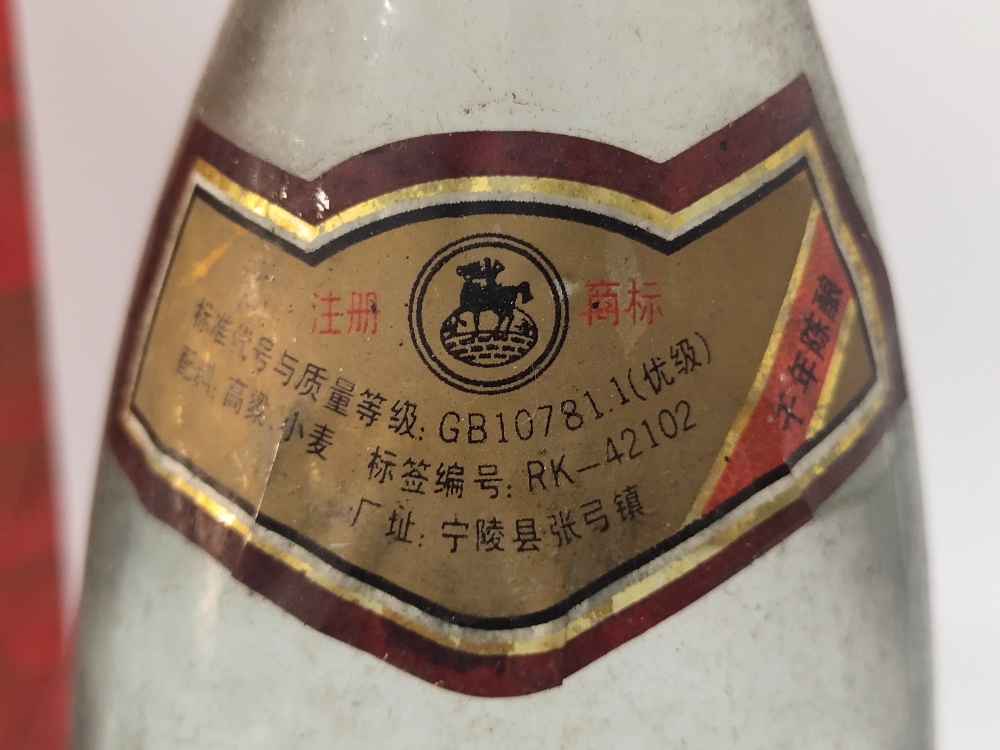 注册 商标
标准代号与质量等级: GB10781.1(优级)
配料: 高粱、小麦 标签编号: RK-42102
厂址: 宁陵县张弓镇
十年陈酿